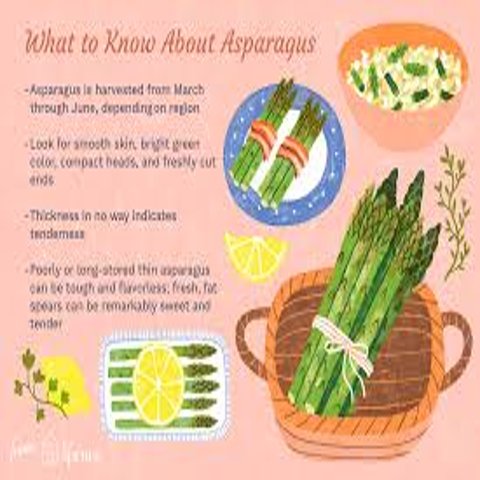 What to Know About Asparagus
-Asparagus is harvested from March
through June, depending on region
-Look for smooth skin, bright green
color, compact heads, and freshly cut
ends
-Thickness in no way indicates
tenderness
-Poorly or long-stored thin asparagus
can be tough and flavorless; fresh, fat
spears can be remarkably sweet and
tender